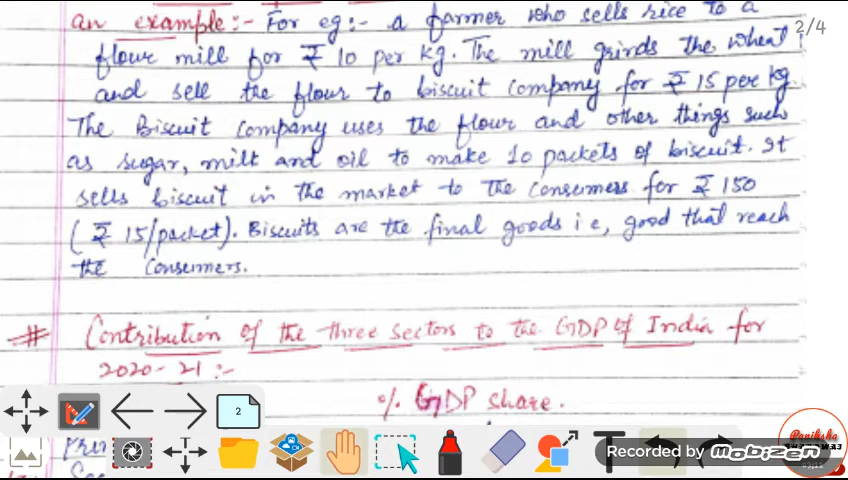 an example:- For eg:- a farmer who sells rice to a
2/4
flour mill for ₹ 10 per kg. The mill grinds the wheat
and sell the flour to biscuit company for ₹ 15 per kg
The Biscuit Company uses the flour and other things such
as sugar, milk and oil to make 10 packets of biscuit. It
sells biscuit in the market to the consumers for ₹ 150
( ₹ 15/packet). Biscuits are the final goods i e, good that reach
the consumers.
# Contribution of the three sectors to the GDP of India for
2020-21:-
% GDP share.
2
T
Recorded by mobizen
Paniksha